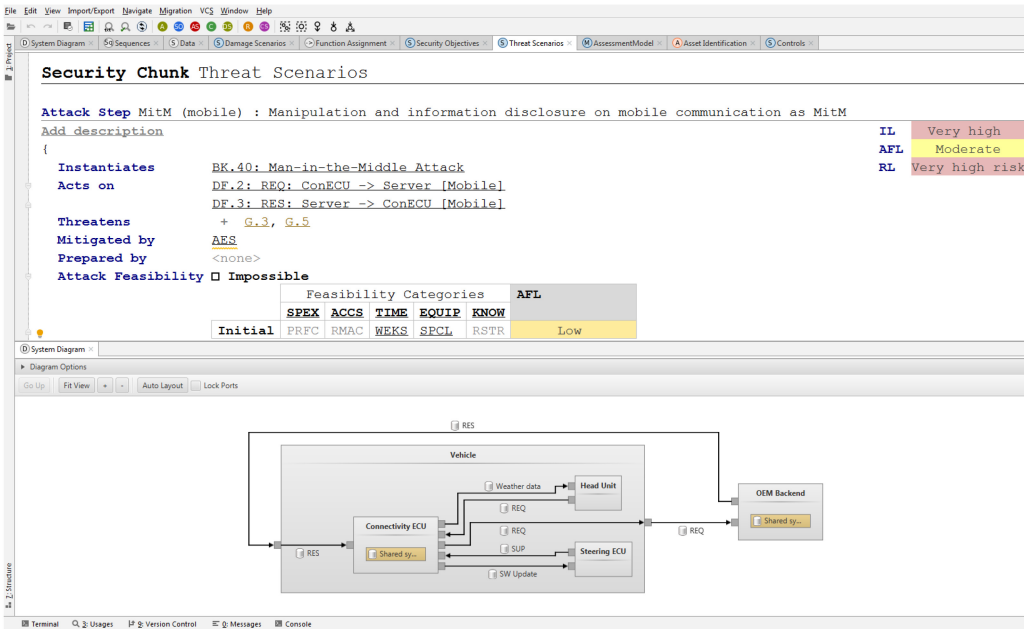 File Edit View Import/Export Navigate Migration VCS Window Help
A SO AS C DS R CS
System Diagram × Sequences × Data × Damage Scenarios × Function Assignment × Security Objectives × Threat Scenarios × AssessmentModel × Asset Identification × Controls ×
1: Project
Security Chunk Threat Scenarios
Attack Step MitM (mobile) : Manipulation and information disclosure on mobile communication as MitM
Add description
IL Very high
{
AFL Moderate
Instantiates BK.40: Man-in-the-Middle Attack
RL Very high risk
Acts on DF.2: REQ: ConECU -> Server [Mobile]
DF.3: RES: Server -> ConECU [Mobile]
Threatens + G.3, G.5
Mitigated by AES
Prepared by <none>
Attack Feasibility Impossible
Feasibility Categories AFL
SPEX ACCS TIME EQUIP KNOW
Initial PRFC RMAC WEKS SPCL RSTR Low
System Diagram ×
Diagram Options
Go Up Fit View + - Auto Layout Lock Ports
RES
Vehicle
Weather data
Head Unit
REQ
OEM Backend
Shared sy...
Connectivity ECU
Shared sy...
REQ
REQ
RES
SUP
Steering ECU
SW Update
Z: Structure
Terminal 3: Usages 9: Version Control 0: Messages Console